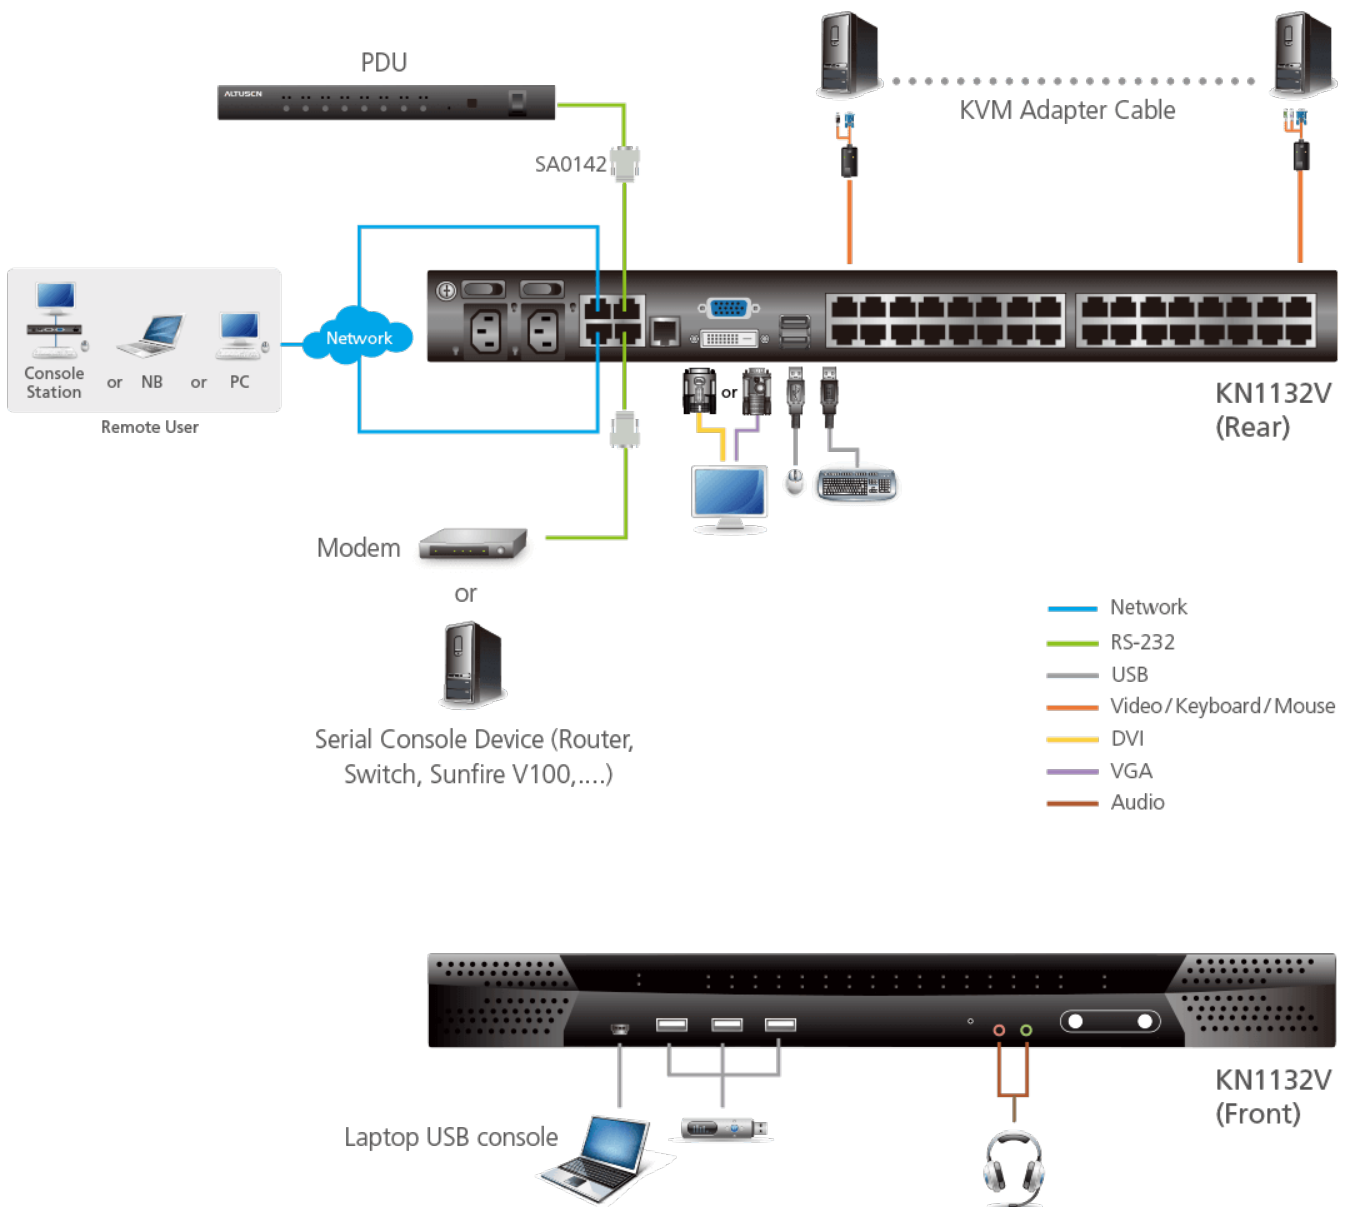 PDU
ALTUSCN
KVM Adapter Cable
SA0142
Network
Console
Station
or
NB
or
PC
Remote User
or
KN1132V
(Rear)
Modem
or
Serial Console Device (Router,
Switch, Sunfire V100,....)
Network
RS-232
USB
Video/Keyboard/Mouse
DVI
VGA
Audio
KN1132V
(Front)
Laptop USB console